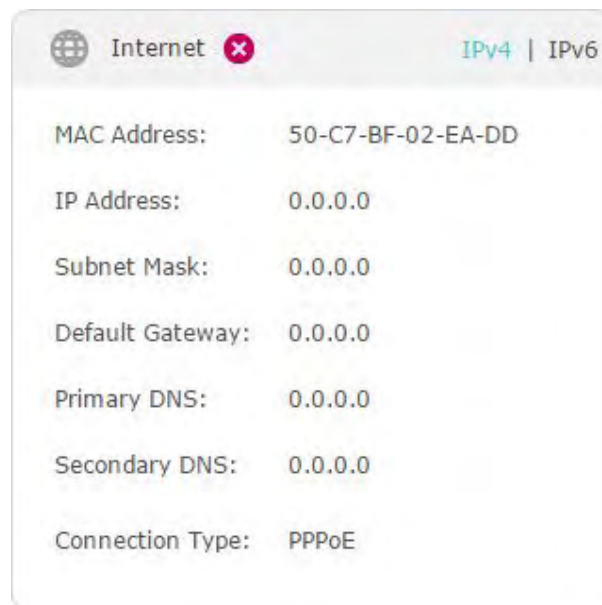 Internet IPv4 | IPv6
MAC Address: 50-C7-BF-02-EA-DD
IP Address: 0.0.0.0
Subnet Mask: 0.0.0.0
Default Gateway: 0.0.0.0
Primary DNS: 0.0.0.0
Secondary DNS: 0.0.0.0
Connection Type: PPPoE